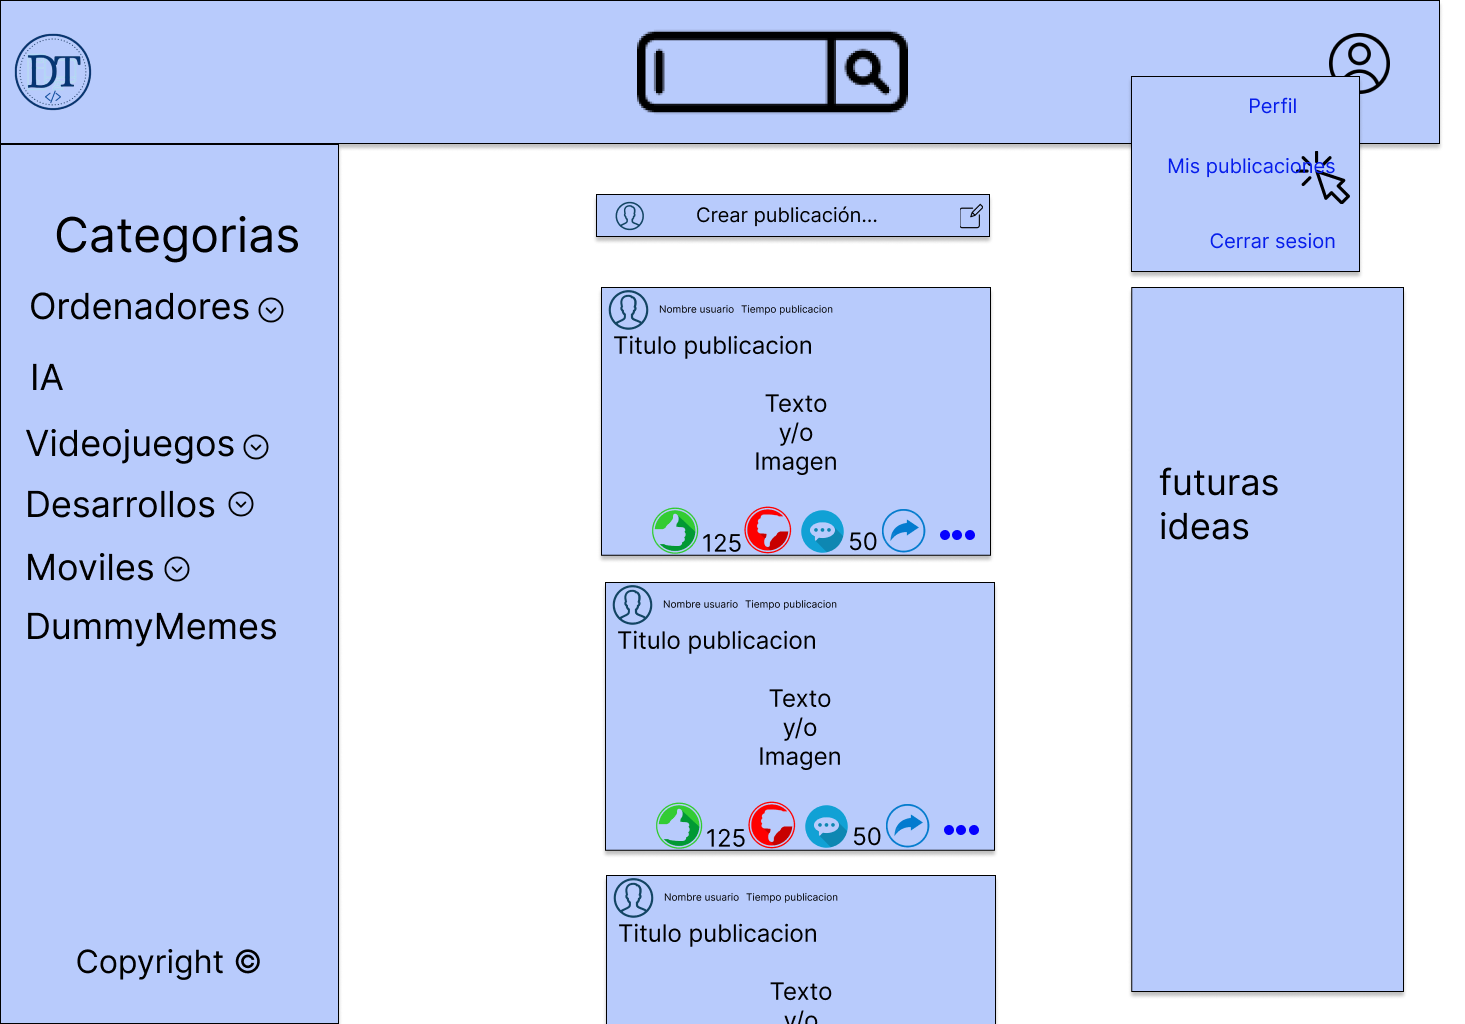 DT
</>
Perfil
Mis publicaciones
Cerrar sesion
Categorias
Ordenadores
IA
Videojuegos
Desarrollos
Moviles
DummyMemes
Copyright ©
Crear publicación...
Nombre usuario Tiempo publicacion
Titulo publicacion
Texto
y/o
Imagen
125 50
Nombre usuario Tiempo publicacion
Titulo publicacion
Texto
y/o
Imagen
125 50
Nombre usuario Tiempo publicacion
Titulo publicacion
Texto
y/o
futuras
ideas